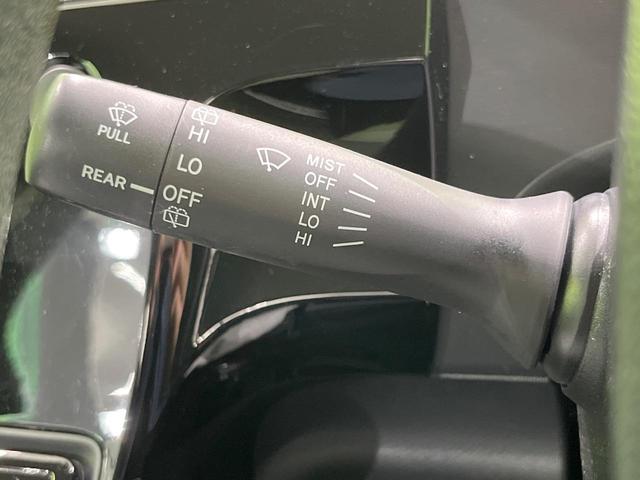 PULL
REAR
HI
LO
OFF
MIST
OFF
INT
LO
HI